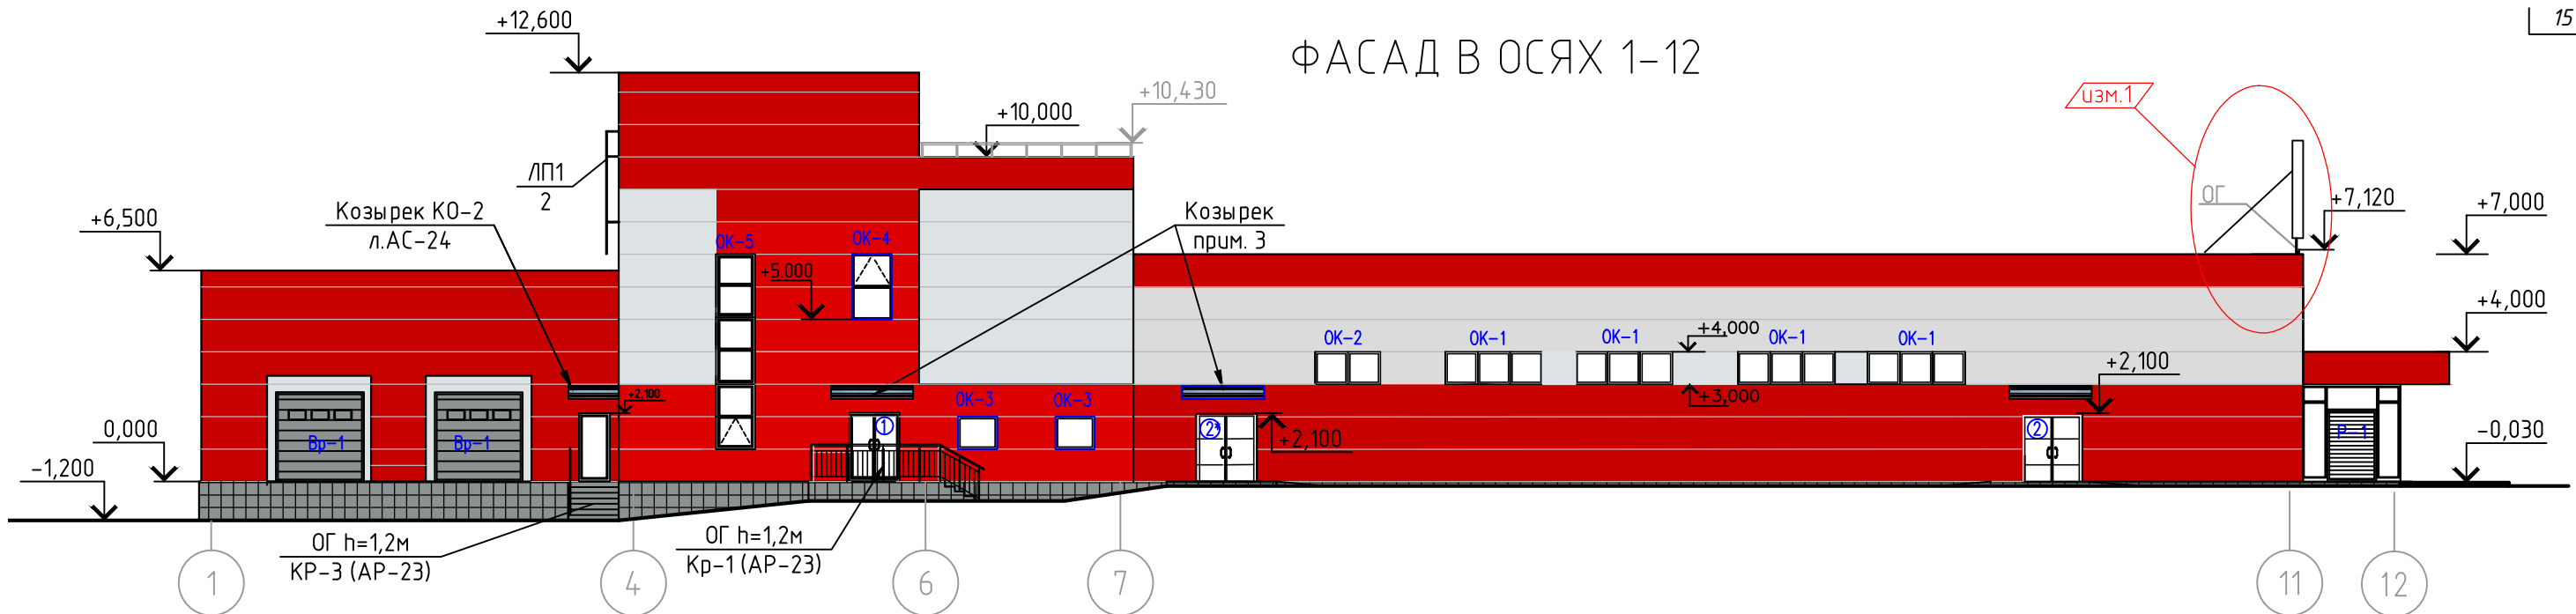 15
ФАСАД В ОСЯХ 1-12
+12,600
+10,430
+10,000
изм.1
ЛП1
2
ОГ
+7,120
+7,000
+6,500
Козырек КО-2
л.АС-24
Козырек
прим. 3
ОК-5
ОК-4
+5.000
+4,000
ОК-2
ОК-1
ОК-1
ОК-1
ОК-1
+4,000
+2,100
+3,000
+2,100
ОК-3
ОК-3
0,000
Вр-1
Вр-1
1
2*
+2,100
2
Р-1
-0,030
-1,200
ОГ h=1,2м
КР-3 (АР-23)
ОГ h=1,2м
Кр-1 (АР-23)
1
4
6
7
11
12